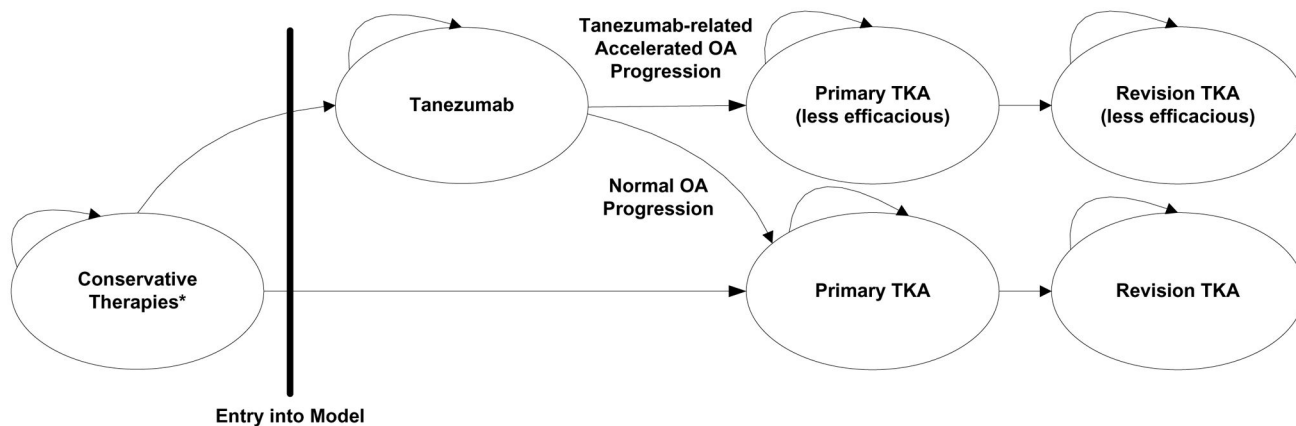 Tanezumab-related
Accelerated OA
Progression
Tanezumab
Primary TKA
(less efficacious)
Revision TKA
(less efficacious)
Normal OA
Progression
Conservative
Therapies*
Primary TKA
Revision TKA
Entry into Model